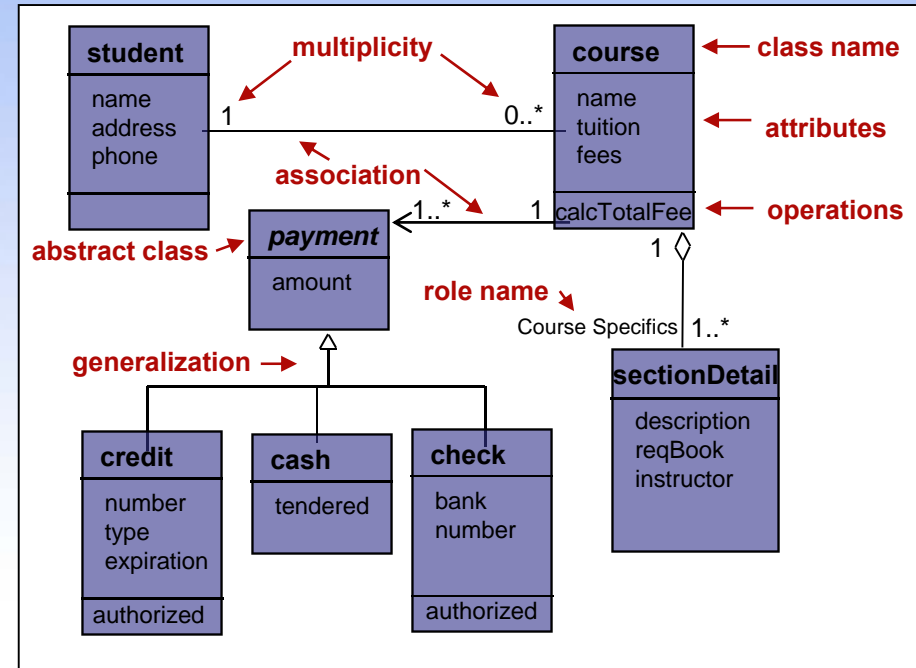 student
multiplicity
course
class name
name
address
phone
1
0..*
name
tuition
fees
attributes
association
1..*
1
calcTotalFee
operations
abstract class
payment
amount
1
role name
Course Specifics
1..*
generalization
sectionDetail
description
reqBook
instructor
credit
number
type
expiration
authorized
cash
tendered
check
bank
number
authorized